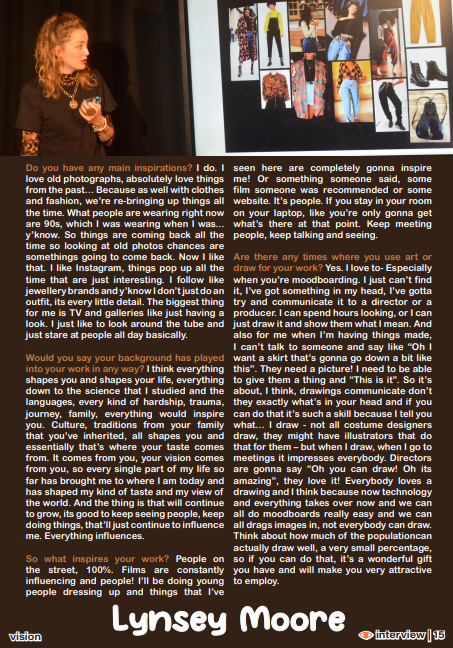 Do you have any main inspirations? I do. I
love old photographs, absolutely love things
from the past... Because as well with clothes
and fashion, we're re-bringing up things all
the time. What people are wearing right now
are 90s, which I was wearing when I was...
y'know. So things are coming back all the
time so looking at old photos chances are
somethings going to come back. Now I like
that. I like Instagram, things pop up all the
time that are just interesting. I follow like
jewellery brands and y'know I don't just do an
outfit, its every little detail. The biggest thing
for me is TV and galleries like just having a
look. I just like to look around the tube and
just stare at people all day basically.
Would you say your background has played
into your work in any way? I think everything
shapes you and shapes your life, everything
down to the science that I studied and the
languages, every kind of hardship, trauma,
journey, family, everything would inspire
you. Culture, traditions from your family
that you've inherited, all shapes you and
essentially that's where your taste comes
from. It comes from you, your vision comes
from you, so every single part of my life so
far has brought me to where I am today and
has shaped my kind of taste and my view of
the world. And the thing is that will continue
to grow, its good to keep seeing people, keep
doing things, that'll just continue to influence
me. Everything influences.
So what inspires your work? People on
the street, 100%. Films are constantly
influencing and people! I'll be doing young
people dressing up and things that I've
seen here are completely gonna inspire
me! Or something someone said, some
film someone was recommended or some
website. It's people. If you stay in your room
on your laptop, like you're only gonna get
what's there at that point. Keep meeting
people, keep talking and seeing.
Are there any times where you use art or
draw for your work? Yes. I love to- Especially
when you're moodboarding. I just can't find
it, I've got something in my head, I've gotta
try and communicate it to a director or a
producer. I can spend hours looking, or I can
just draw it and show them what I mean. And
also for me when I'm having things made,
I can't talk to someone and say like "Oh I
want a skirt that's gonna go down a bit like
this". They need a picture! I need to be able
to give them a thing and "This is it". So it's
about, I think, drawings communicate don't
they exactly what's in your head and if you
can do that it's such a skill because I tell you
what... I draw - not all costume designers
draw, they might have illustrators that do
that for them – but when I draw, when I go to
meetings it impresses everybody. Directors
are gonna say "Oh you can draw! Oh its
amazing", they love it! Everybody loves a
drawing and I think because now technology
and everything takes over now and we can
all do moodboards really easy and we can
all drags images in, not everybody can draw.
Think about how much of the populationcan
actually draw well, a very small percentage,
so if you can do that, it's a wonderful gift
you have and will make you very attractive
to employ.
Lynsey Moore
vision
interview | 15